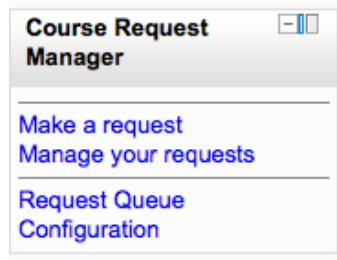 Course Request
Manager
Make a request
Manage your requests
Request Queue
Configuration